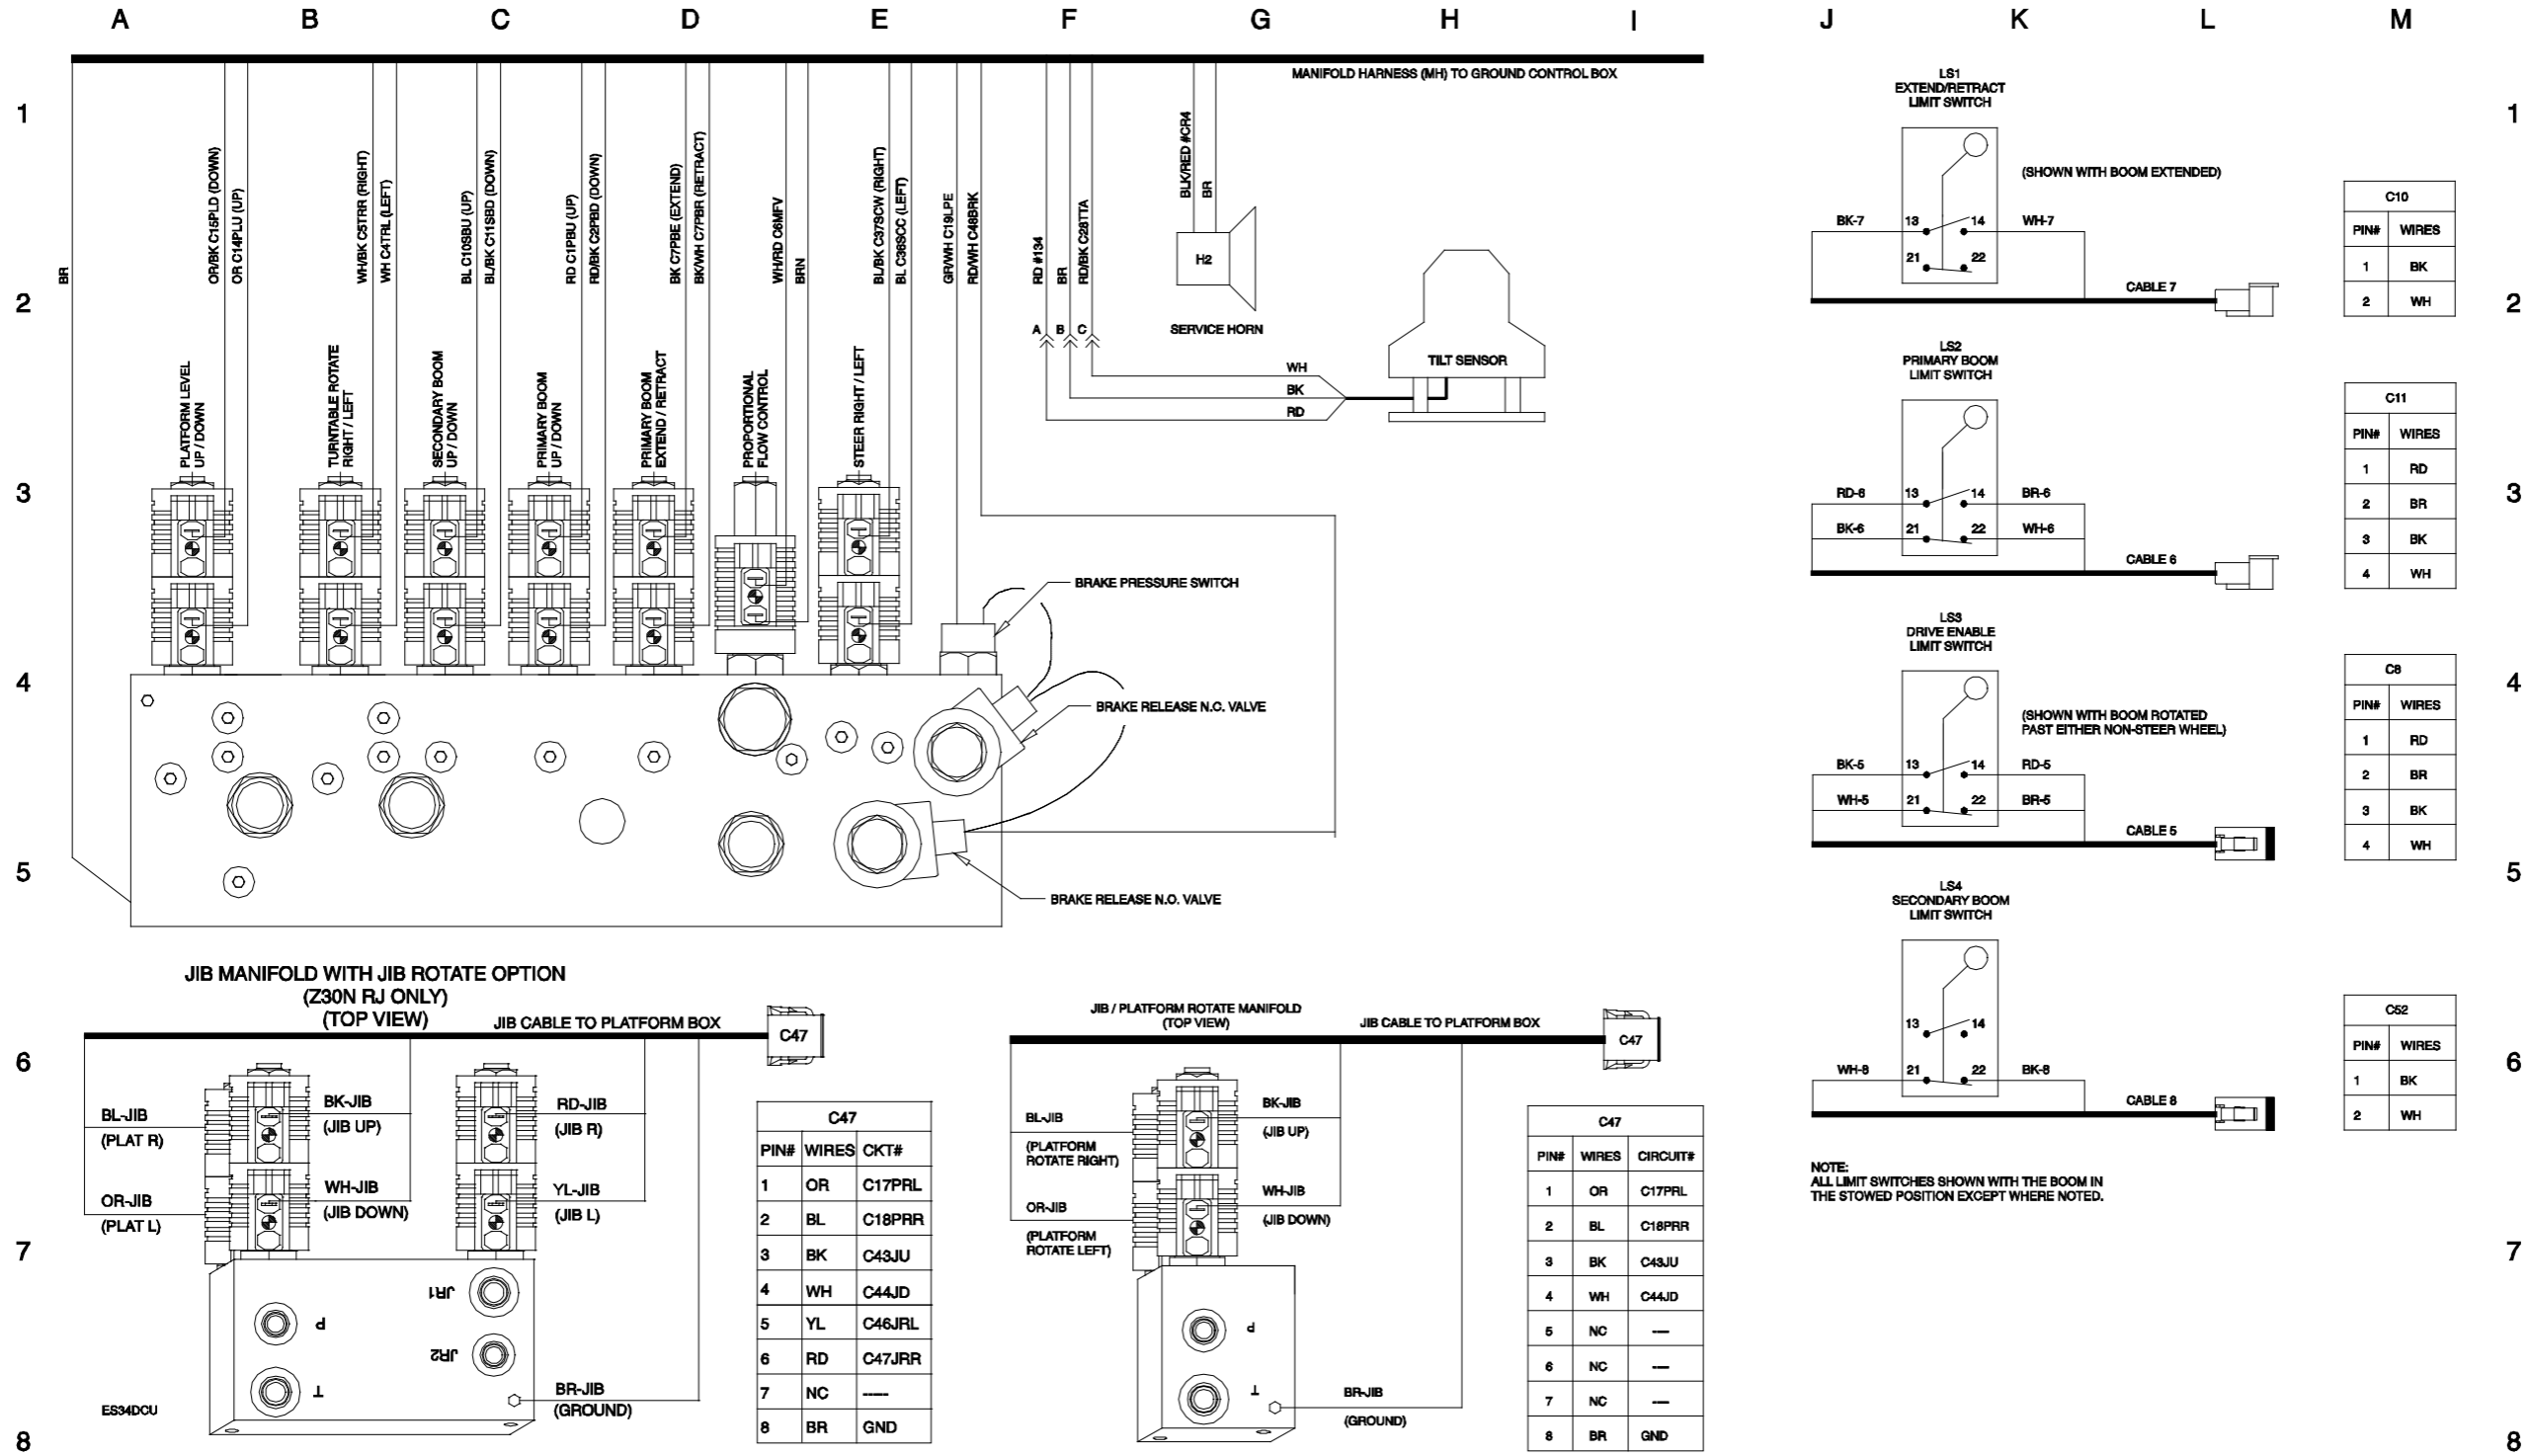 A B C D E F G H I J K L M
MANIFOLD HARNESS (MH) TO GROUND CONTROL BOX
1
2
3
4
5
6
7
8
1
2
3
4
5
6
7
8
BR
OR/BK C15PLD (DOWN)
OR C14PLU (UP)
WH/BK C5TRR (RIGHT)
WH C4TRL (LEFT)
BL C10SBU (UP)
BL/BK C11SBD (DOWN)
RD C1PBU (UP)
RD/BK C2PBD (DOWN)
BK C7PBE (EXTEND)
BK/WH C7PBR (RETRACT)
WH/RD C6MFV
BRN
BL/BK C37SCW (RIGHT)
BL C36SCC (LEFT)
GR/WH C19LPE
RD/WH C48BRK
RD #134
BR
RD/BK C28TTA
BLK/RED #CR4
BR
H2
SERVICE HORN
A
B
C
WH
BK
RD
TILT SENSOR
PLATFORM LEVEL
UP / DOWN
TURNTABLE ROTATE
RIGHT / LEFT
SECONDARY BOOM
UP / DOWN
PRIMARY BOOM
UP / DOWN
PRIMARY BOOM
EXTEND / RETRACT
PROPORTIONAL
FLOW CONTROL
STEER RIGHT / LEFT
BRAKE PRESSURE SWITCH
BRAKE RELEASE N.C. VALVE
BRAKE RELEASE N.O. VALVE
LS1
EXTEND/RETRACT
LIMIT SWITCH
(SHOWN WITH BOOM EXTENDED)
BK-7 13 14 WH-7
21 22
CABLE 7
LS2
PRIMARY BOOM
LIMIT SWITCH
RD-6 13 14 BR-6
BK-6 21 22 WH-6
CABLE 6
LS3
DRIVE ENABLE
LIMIT SWITCH
(SHOWN WITH BOOM ROTATED
PAST EITHER NON-STEER WHEEL)
BK-5 13 14 RD-5
WH-5 21 22 BR-5
CABLE 5
LS4
SECONDARY BOOM
LIMIT SWITCH
13 14
WH-8 21 22 BK-8
CABLE 8
NOTE:
ALL LIMIT SWITCHES SHOWN WITH THE BOOM IN
THE STOWED POSITION EXCEPT WHERE NOTED.
C10
PIN# WIRES
1 BK
2 WH
C11
PIN# WIRES
1 RD
2 BR
3 BK
4 WH
C8
PIN# WIRES
1 RD
2 BR
3 BK
4 WH
C52
PIN# WIRES
1 BK
2 WH
JIB MANIFOLD WITH JIB ROTATE OPTION
(Z30N RJ ONLY)
(TOP VIEW)
JIB CABLE TO PLATFORM BOX
C47
BL-JIB
(PLAT R)
OR-JIB
(PLAT L)
BK-JIB
(JIB UP)
WH-JIB
(JIB DOWN)
RD-JIB
(JIB R)
YL-JIB
(JIB L)
JR1
P
JR2
T
BR-JIB
(GROUND)
ES34DCU
C47
PIN# WIRES CKT#
1 OR C17PRL
2 BL C18PRR
3 BK C43JU
4 WH C44JD
5 YL C46JRL
6 RD C47JRR
7 NC ----
8 BR GND
JIB / PLATFORM ROTATE MANIFOLD
(TOP VIEW)
JIB CABLE TO PLATFORM BOX
C47
BL-JIB
(PLATFORM
ROTATE RIGHT)
OR-JIB
(PLATFORM
ROTATE LEFT)
BK-JIB
(JIB UP)
WH-JIB
(JIB DOWN)
P
T
BR-JIB
(GROUND)
C47
PIN# WIRES CIRCUIT#
1 OR C17PRL
2 BL C18PRR
3 BK C43JU
4 WH C44JD
5 NC ---
6 NC ---
7 NC ---
8 BR GND